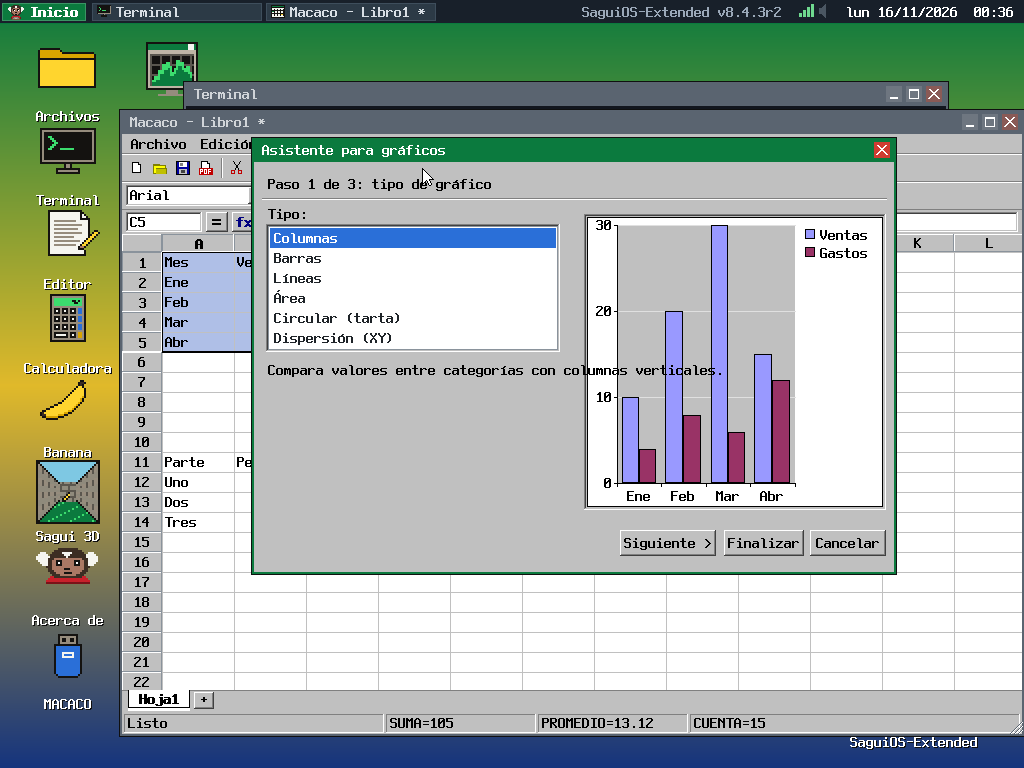 Inicio
Terminal
Macaco - Libro1 *
SaguiOS-Extended v8.4.3r2
lun 16/11/2026 00:36
Archivos
Terminal
Editor
Calculadora
Banana
Sagui 3D
Acerca de
MACACO
Terminal
Macaco - Libro1 *
Archivo
PDF
Arial
C5
=
fx
A
K
L
1 Mes
2 Ene
3 Feb
4 Mar
5 Abr
6
7
8
9
10
11 Parte
12 Uno
13 Dos
14 Tres
15
16
17
18
19
20
21
22
Asistente para gráficos
Paso 1 de 3: tipo de gráfico
Tipo:
Columnas
Barras
Líneas
Área
Circular (tarta)
Dispersión (XY)
Compara valores entre categorías con columnas verticales.
30
20
10
0
Ene Feb Mar Abr
Ventas
Gastos
Siguiente > Finalizar Cancelar
Hoja1 +
Listo
SUMA=105
PROMEDIO=13.12
CUENTA=15
SaguiOS-Extended